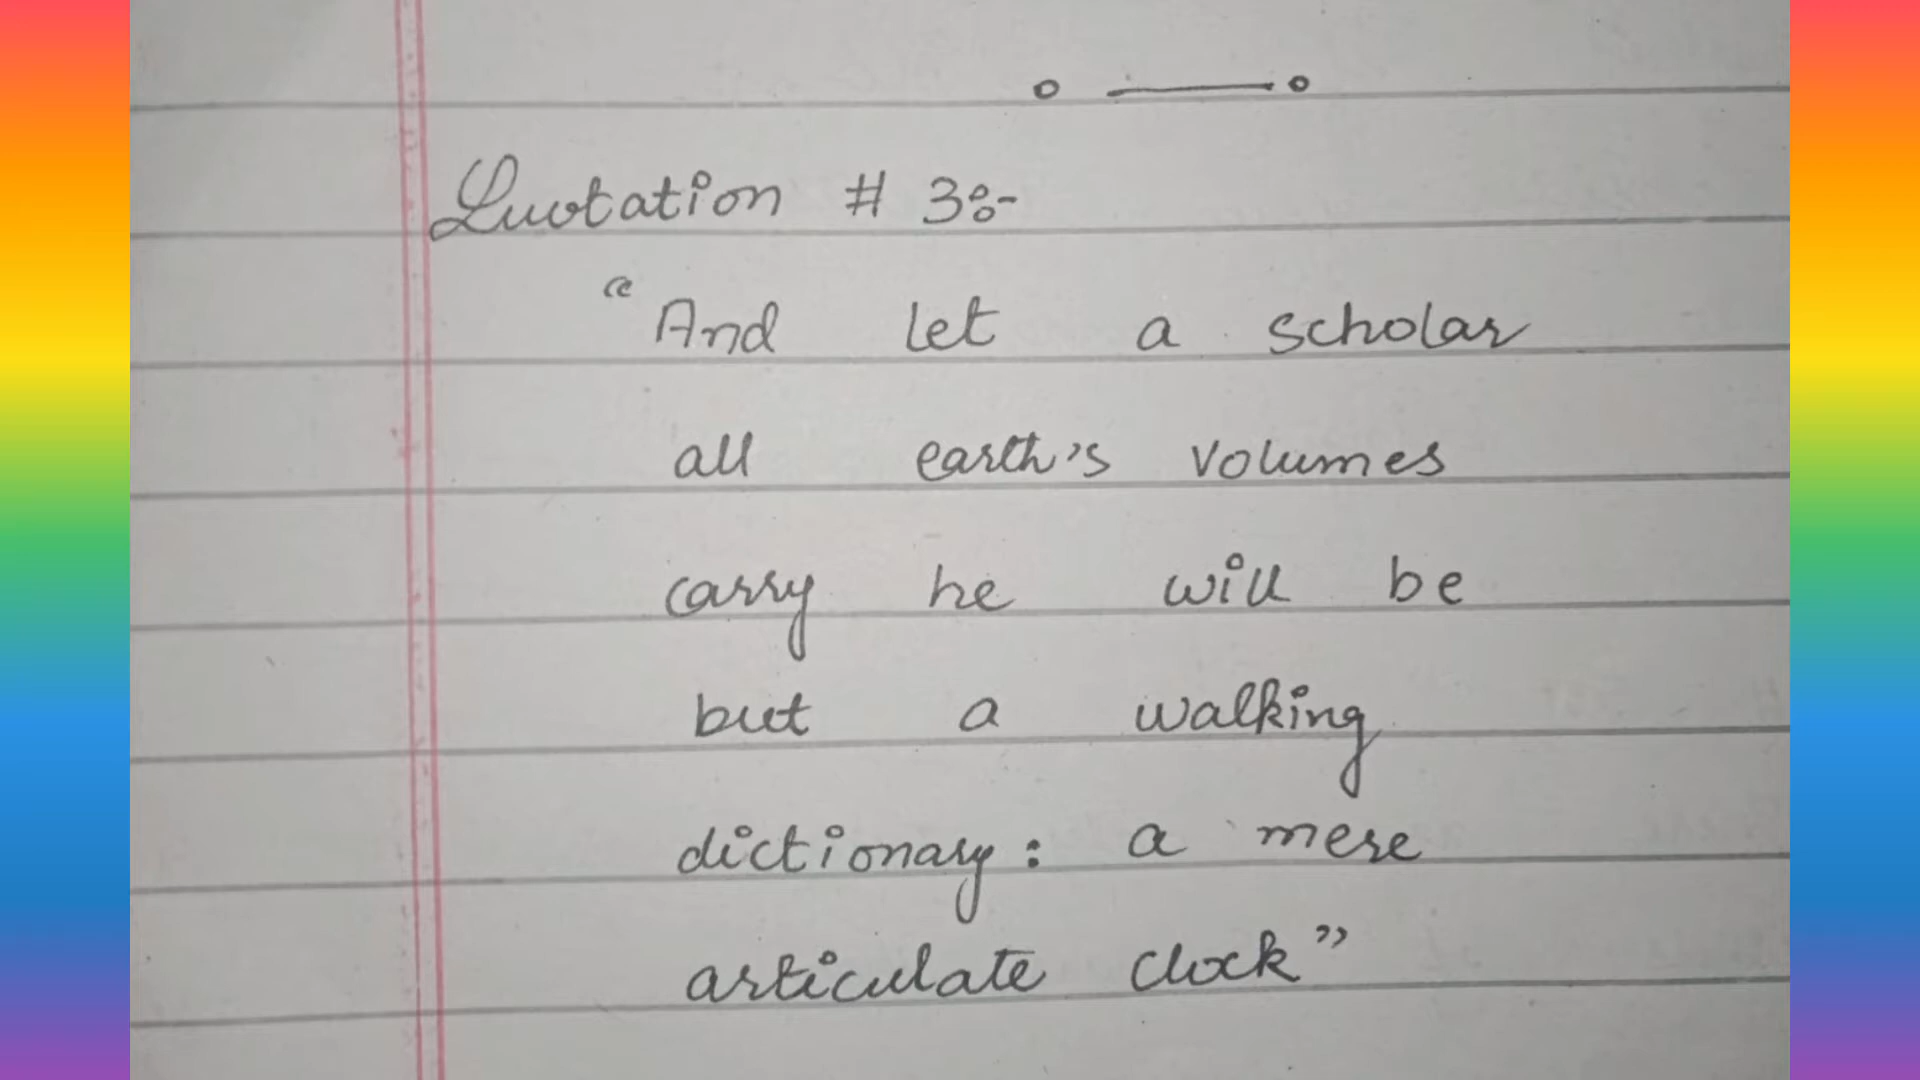 Quotation # 3:-
"And let a scholar
all earth's volumes
carry he will be
but a walking
dictionary: a mere
articulate clock"